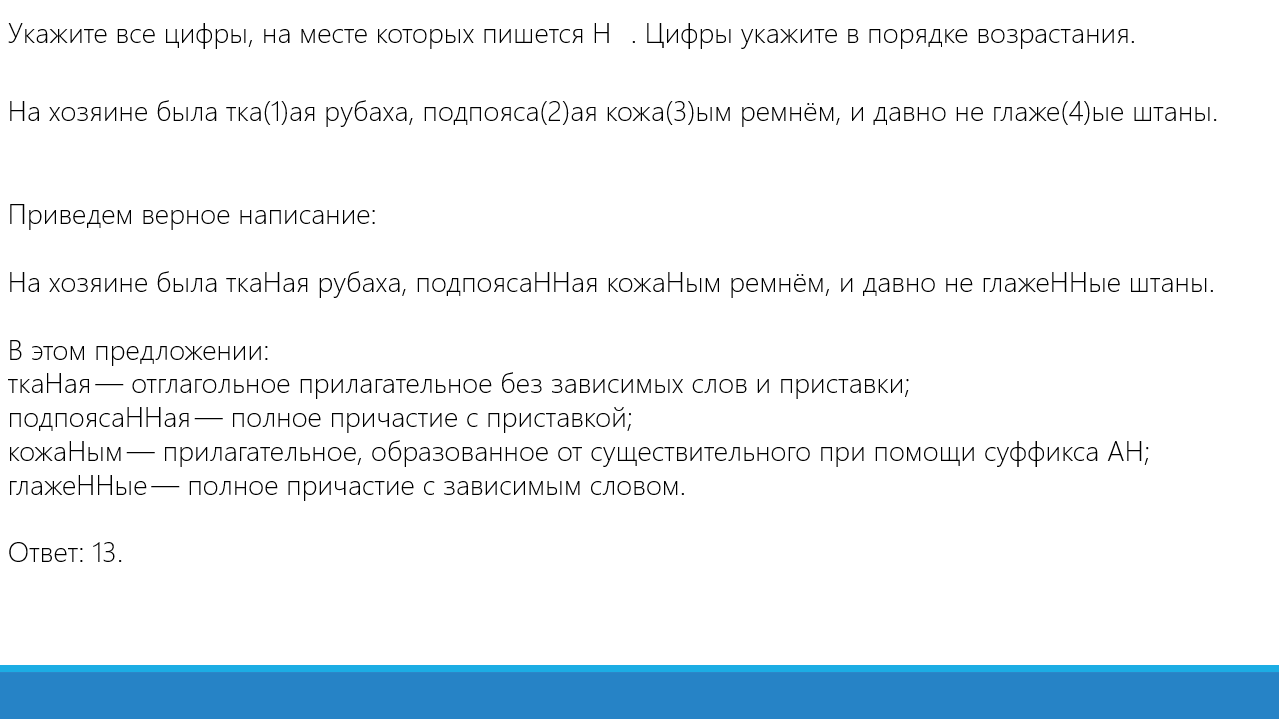 Укажите все цифры, на месте которых пишется Н . Цифры укажите в порядке возрастания.
На хозяине была тка(1)ая рубаха, подпояса(2)ая кожа(3)ым ремнём, и давно не глаже(4)ые штаны.
Приведем верное написание:
На хозяине была ткаНая рубаха, подпоясаННая кожаНым ремнём, и давно не глажеННые штаны.
В этом предложении:
ткаНая — отглагольное прилагательное без зависимых слов и приставки;
подпоясаННая — полное причастие с приставкой;
кожаНым — прилагательное, образованное от существительного при помощи суффикса АН;
глажеННые — полное причастие с зависимым словом.
Ответ: 13.